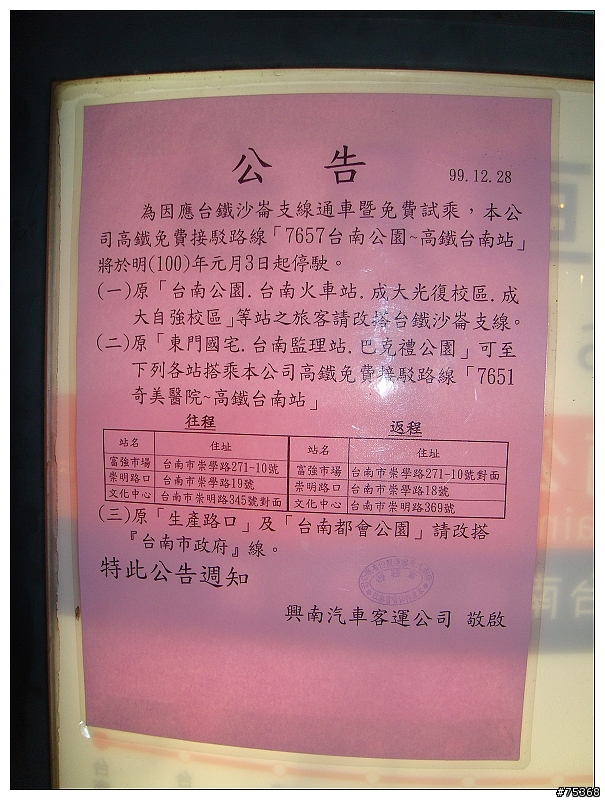 公 告
99.12.28
為因應台鐵沙崙支線通車暨免費試乘，本公
司高鐵免費接駁路線「7657台南公園~高鐵台南站」
將於明(100)年元月3日起停駛。
(一)原「台南公園.台南火車站.成大光復校區.成
大自強校區」等站之旅客請改搭台鐵沙崙支線。
(二)原「東門國宅.台南監理站.巴克禮公園」可至
下列各站搭乘本公司高鐵免費接駁路線「7651
奇美醫院~高鐵台南站」
往程 返程
站名 住址 站名 住址
富強市場 台南市崇學路271-10號 富強市場 台南市崇學路271-10號對面
崇明路口 台南市崇學路19號 崇明路口 台南市崇學路18號
文化中心 台南市崇明路345號對面 文化中心 台南市崇明路369號
(三)原「生產路口」及「台南都會公園」請改搭
『台南市政府』線。
特此公告週知
興南汽車客運公司 敬啟
#75368